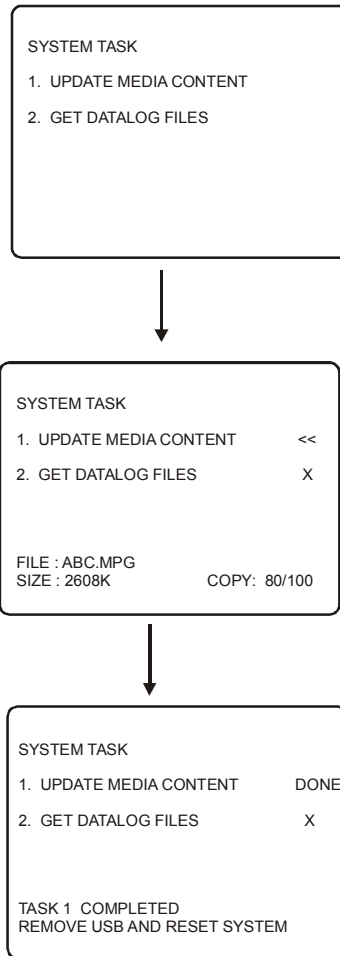 SYSTEM TASK
1. UPDATE MEDIA CONTENT
2. GET DATALOG FILES
SYSTEM TASK
1. UPDATE MEDIA CONTENT <<
2. GET DATALOG FILES X
FILE : ABC.MPG
SIZE : 2608K COPY: 80/100
SYSTEM TASK
1. UPDATE MEDIA CONTENT DONE
2. GET DATALOG FILES X
TASK 1 COMPLETED
REMOVE USB AND RESET SYSTEM